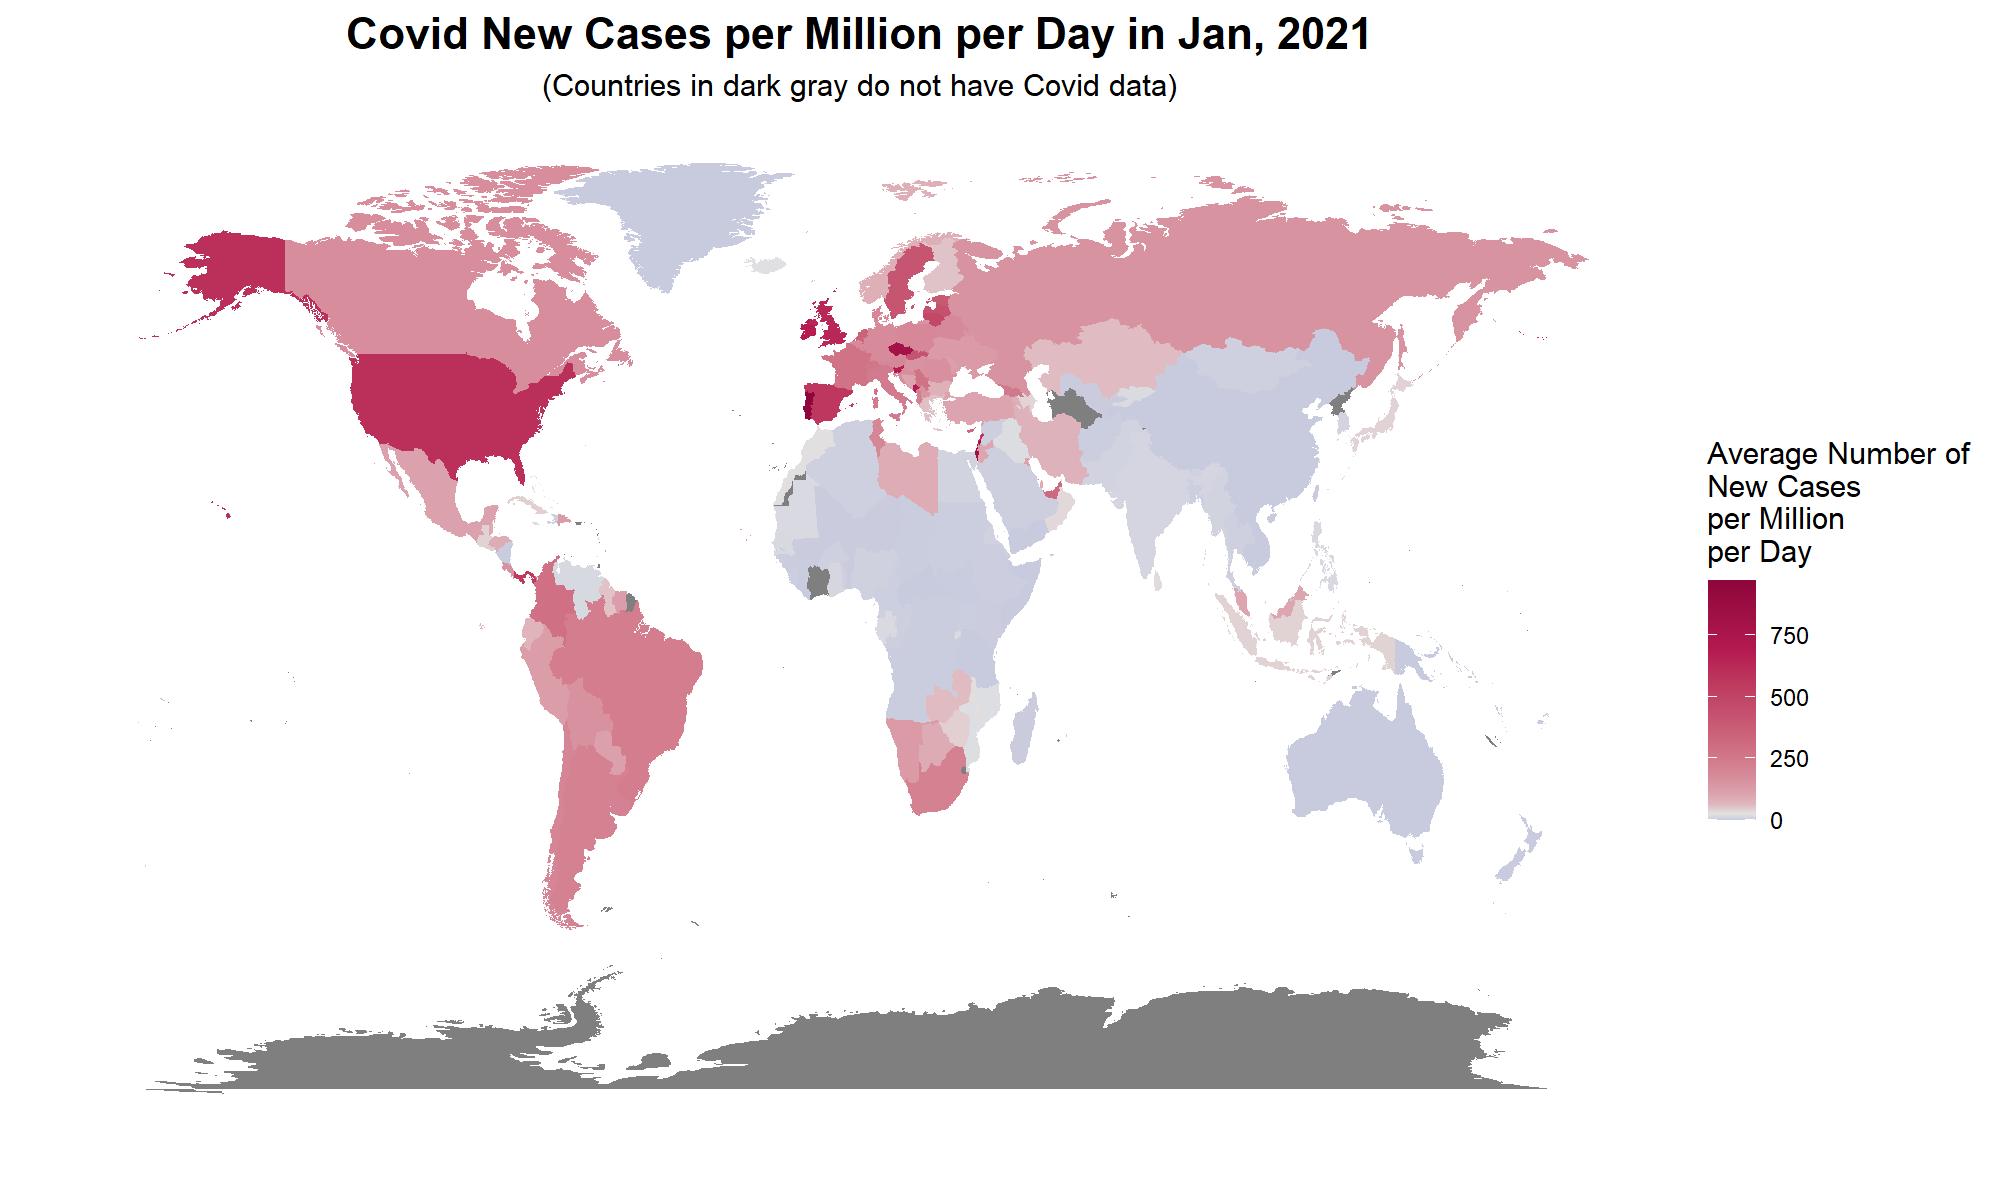 Covid New Cases per Million per Day in Jan, 2021
(Countries in dark gray do not have Covid data)
Average Number of
New Cases
per Million
per Day
750
500
250
0